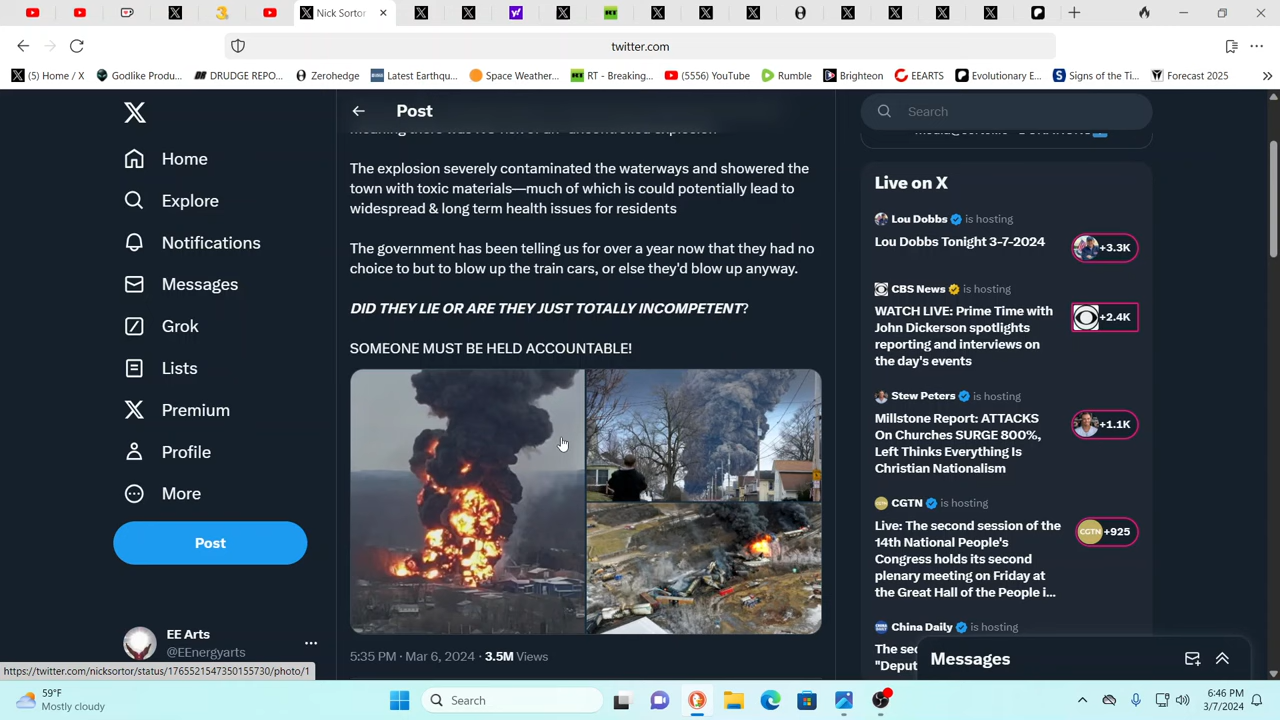 Nick Sortor
twitter.com
(5) Home / X
Godlike Produ...
DRUDGE REPO...
Zerohedge
Latest Earthqu...
Space Weather...
RT - Breaking...
(5556) YouTube
Rumble
Brighteon
EEARTS
Evolutionary E...
Signs of the Ti...
Forecast 2025
Home
Explore
Notifications
Messages
Grok
Lists
Premium
Profile
More
Post
EE Arts
@EEnergyarts
Post
The explosion severely contaminated the waterways and showered the
town with toxic materials—much of which is could potentially lead to
widespread & long term health issues for residents
The government has been telling us for over a year now that they had no
choice to but to blow up the train cars, or else they'd blow up anyway.
DID THEY LIE OR ARE THEY JUST TOTALLY INCOMPETENT?
SOMEONE MUST BE HELD ACCOUNTABLE!
5:35 PM · Mar 6, 2024 · 3.5M Views
Search
Live on X
Lou Dobbs is hosting
Lou Dobbs Tonight 3-7-2024
+3.3K
CBS News is hosting
WATCH LIVE: Prime Time with
John Dickerson spotlights
reporting and interviews on
the day's events
+2.4K
Stew Peters is hosting
Millstone Report: ATTACKS
On Churches SURGE 800%,
Left Thinks Everything Is
Christian Nationalism
+1.1K
CGTN is hosting
Live: The second session of the
14th National People's
Congress holds its second
plenary meeting on Friday at
the Great Hall of the People i...
CGTN +925
China Daily is hosting
"Deput
Messages
https://twitter.com/nicksortor/status/1765521547350155730/photo/1
59°F
Mostly cloudy
Search
6:46 PM
3/7/2024